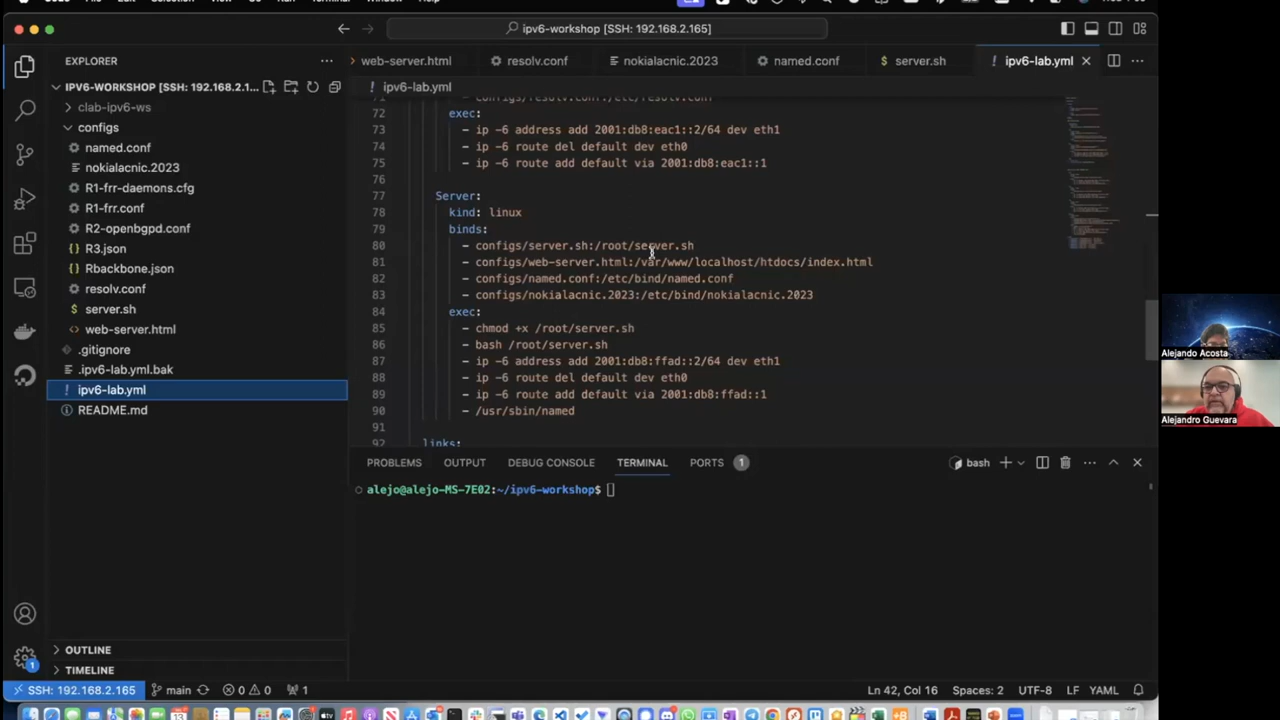 ipv6-workshop [SSH: 192.168.2.165]
EXPLORER
web-server.html
resolv.conf
nokialacnic.2023
named.conf
server.sh
ipv6-lab.yml
IPV6-WORKSHOP [SSH: 192.168.2.1...
ipv6-lab.yml
clab-ipv6-ws
configs
named.conf
nokialacnic.2023
R1-frr-daemons.cfg
R1-frr.conf
R2-openbgpd.conf
R3.json
Rbackbone.json
resolv.conf
server.sh
web-server.html
.gitignore
.ipv6-lab.yml.bak
ipv6-lab.yml
README.md
OUTLINE
TIMELINE
71 - configs/resolv.conf:/etc/resolv.conf
72 exec:
73 - ip -6 address add 2001:db8:eac1::2/64 dev eth1
74 - ip -6 route del default dev eth0
75 - ip -6 route add default via 2001:db8:eac1::1
76
77 Server:
78 kind: linux
79 binds:
80 - configs/server.sh:/root/server.sh
81 - configs/web-server.html:/var/www/localhost/htdocs/index.html
82 - configs/named.conf:/etc/bind/named.conf
83 - configs/nokialacnic.2023:/etc/bind/nokialacnic.2023
84 exec:
85 - chmod +x /root/server.sh
86 - bash /root/server.sh
87 - ip -6 address add 2001:db8:ffad::2/64 dev eth1
88 - ip -6 route del default dev eth0
89 - ip -6 route add default via 2001:db8:ffad::1
90 - /usr/sbin/named
91
92 links:
PROBLEMS OUTPUT DEBUG CONSOLE TERMINAL PORTS 1
bash
alejo@alejo-MS-7E02:~/ipv6-workshop$
Alejando Acosta
Alejandro Guevara
1
SSH: 192.168.2.165 main 0 0 1
Ln 42, Col 16 Spaces: 2 UTF-8 LF YAML